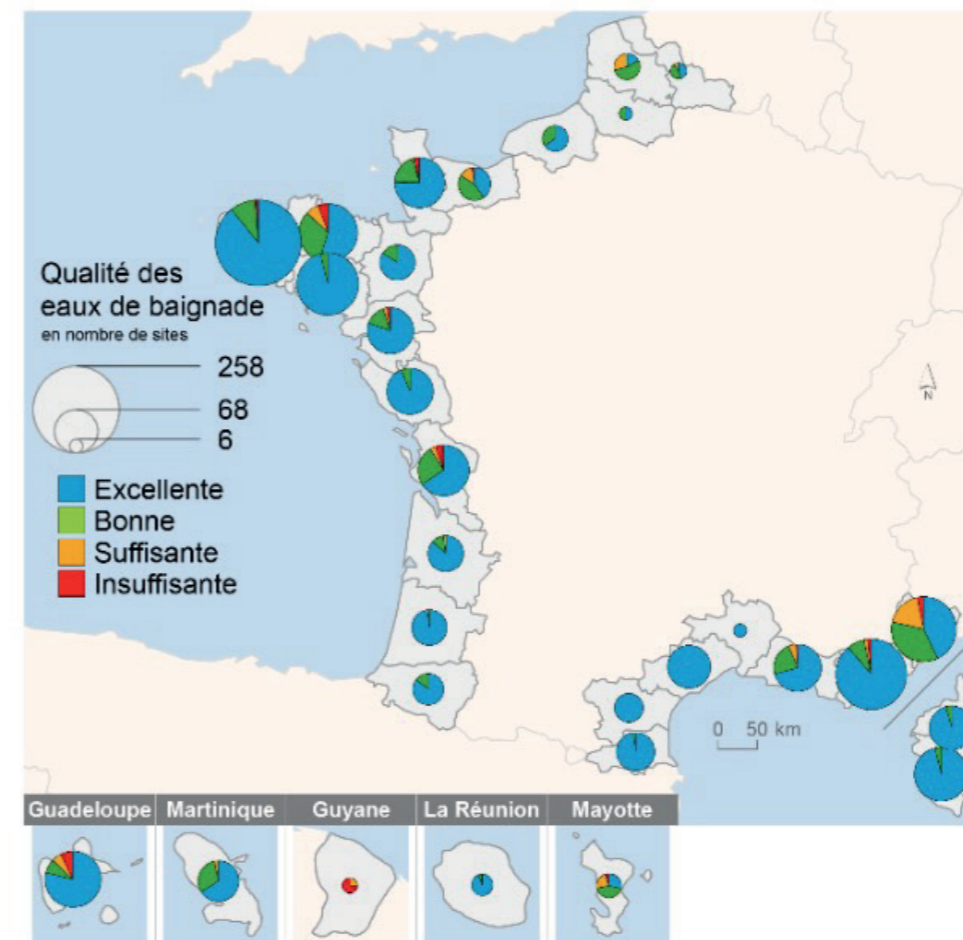 Qualité des
eaux de baignade
en nombre de sites
258
68
6
Excellente
Bonne
Suffisante
Insuffisante
N
0 50 km
Guadeloupe
Martinique
Guyane
La Réunion
Mayotte